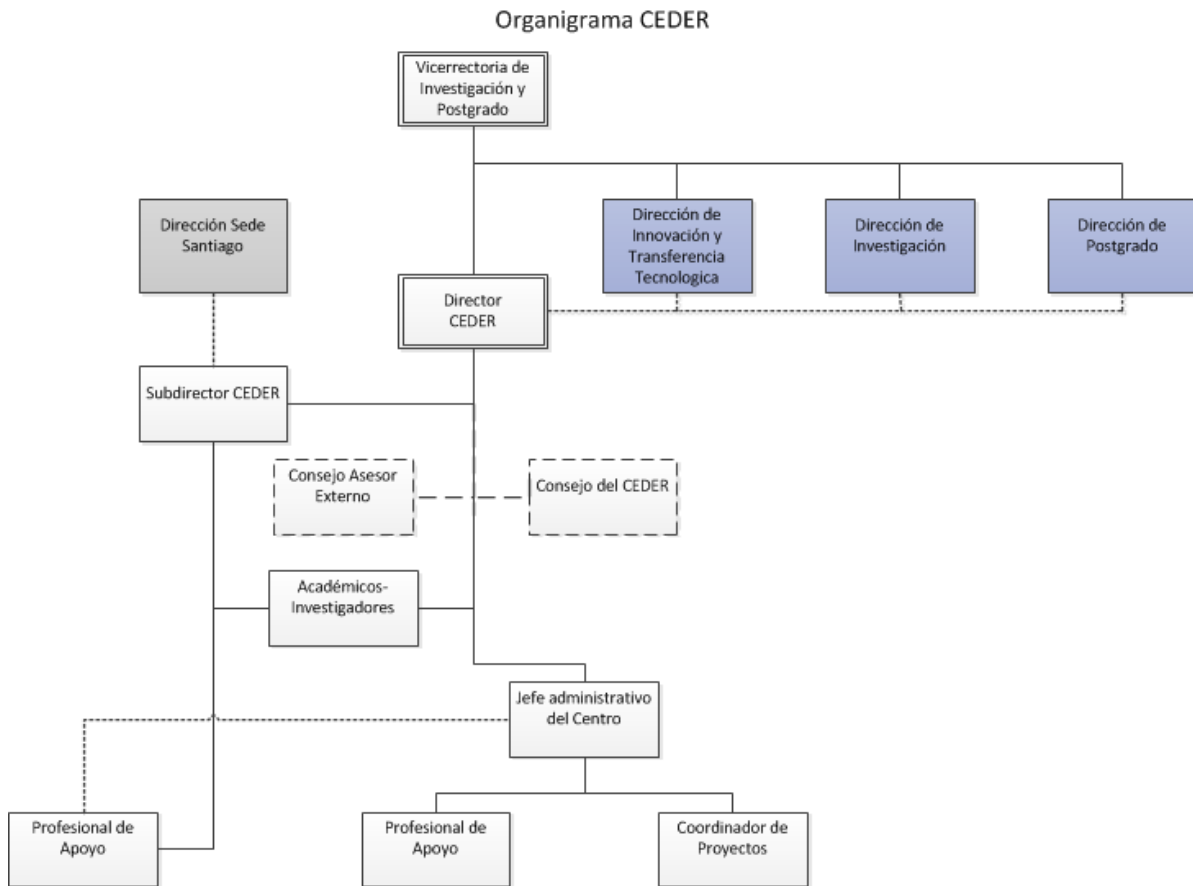 Organigrama CEDER
Vicerrectoria de
Investigación y
Postgrado
Dirección Sede
Santiago
Dirección de
Innovación y
Transferencia
Tecnologica
Dirección de
Investigación
Dirección de
Postgrado
Director
CEDER
Subdirector CEDER
Consejo Asesor
Externo
Consejo del CEDER
Académicos-
Investigadores
Jefe administrativo
del Centro
Profesional de
Apoyo
Profesional de
Apoyo
Coordinador de
Proyectos